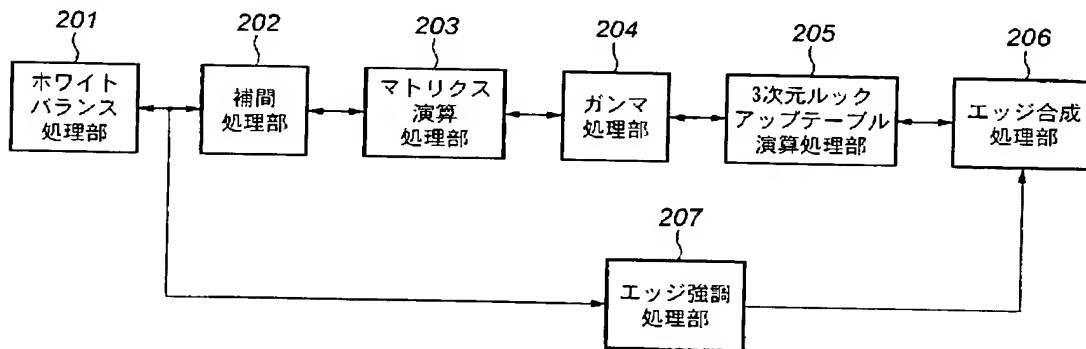 201
202
203
204
205
206
ホワイト
バランス
処理部
補間
処理部
マトリクス
演算
処理部
ガンマ
処理部
3次元ルック
アップテーブル
演算処理部
エッジ合成
処理部
207
エッジ強調
処理部